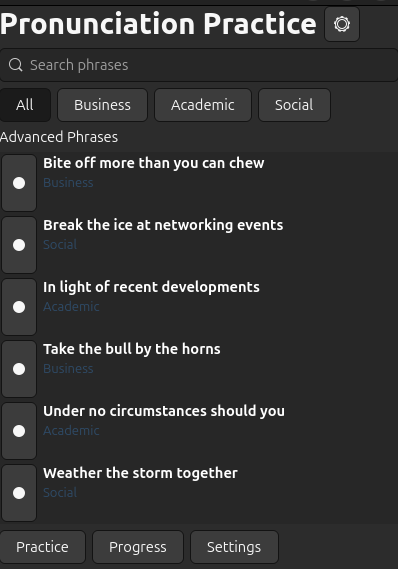 Pronunciation Practice
Search phrases
All Business Academic Social
Advanced Phrases
Bite off more than you can chew
Business
Break the ice at networking events
Social
In light of recent developments
Academic
Take the bull by the horns
Business
Under no circumstances should you
Academic
Weather the storm together
Social
Practice Progress Settings